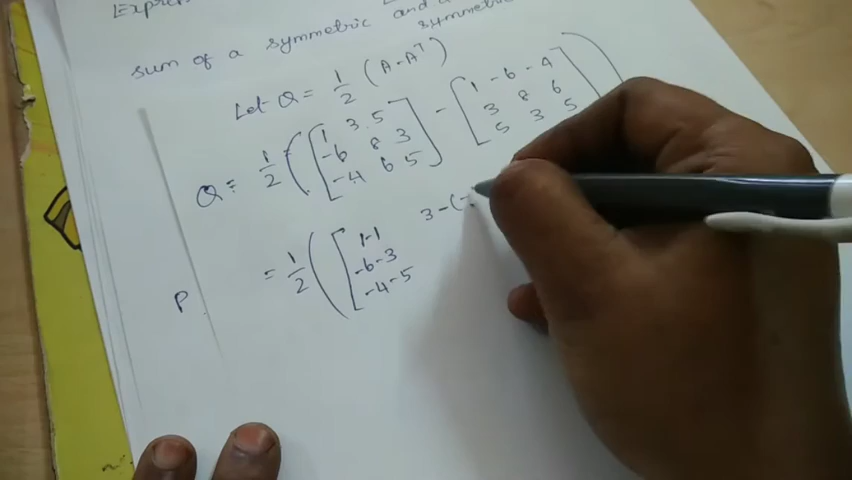 sum of a symmetric and
symmetric
Let Q = 1/2 (A - A^T)
Q = 1/2 ( [ 1 3 5 ] - [ 1 -6 -4 ] )
-6 8 3 3 8 6
-4 6 5 5 3 5
= 1/2 ( [ 1-1 3-(-
-6-3
-4-5
P